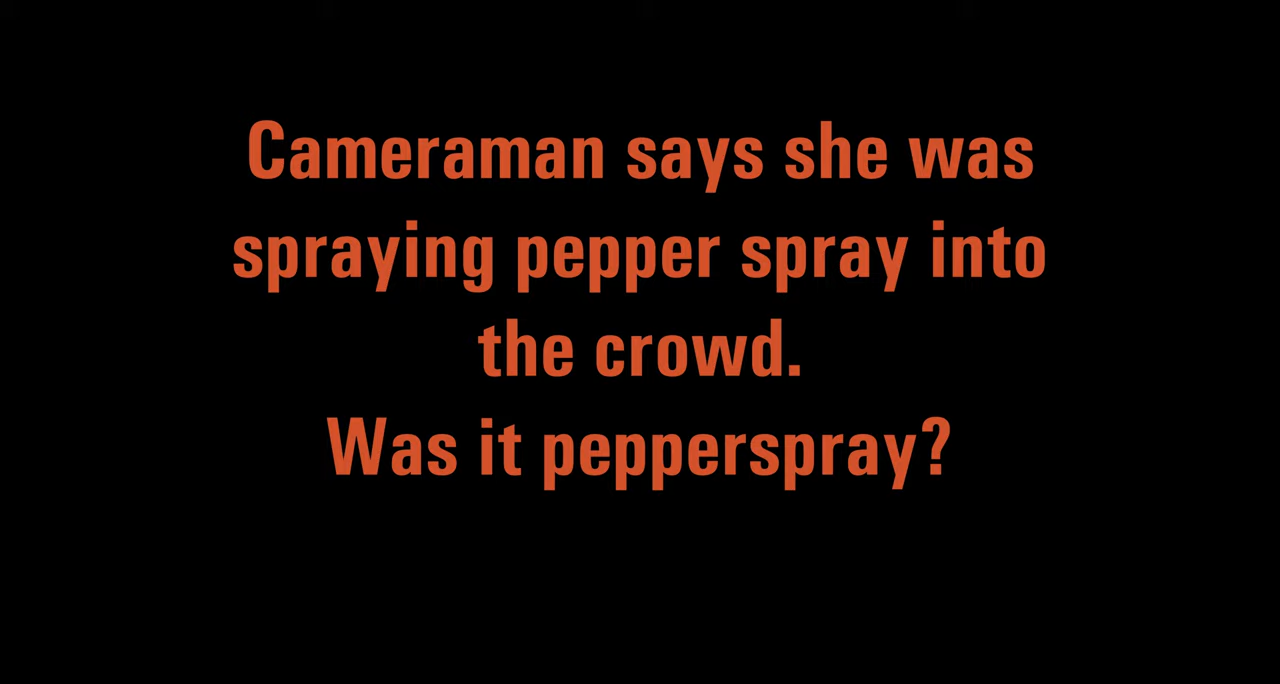 Cameraman says she was
spraying pepper spray into
the crowd.
Was it pepperspray?